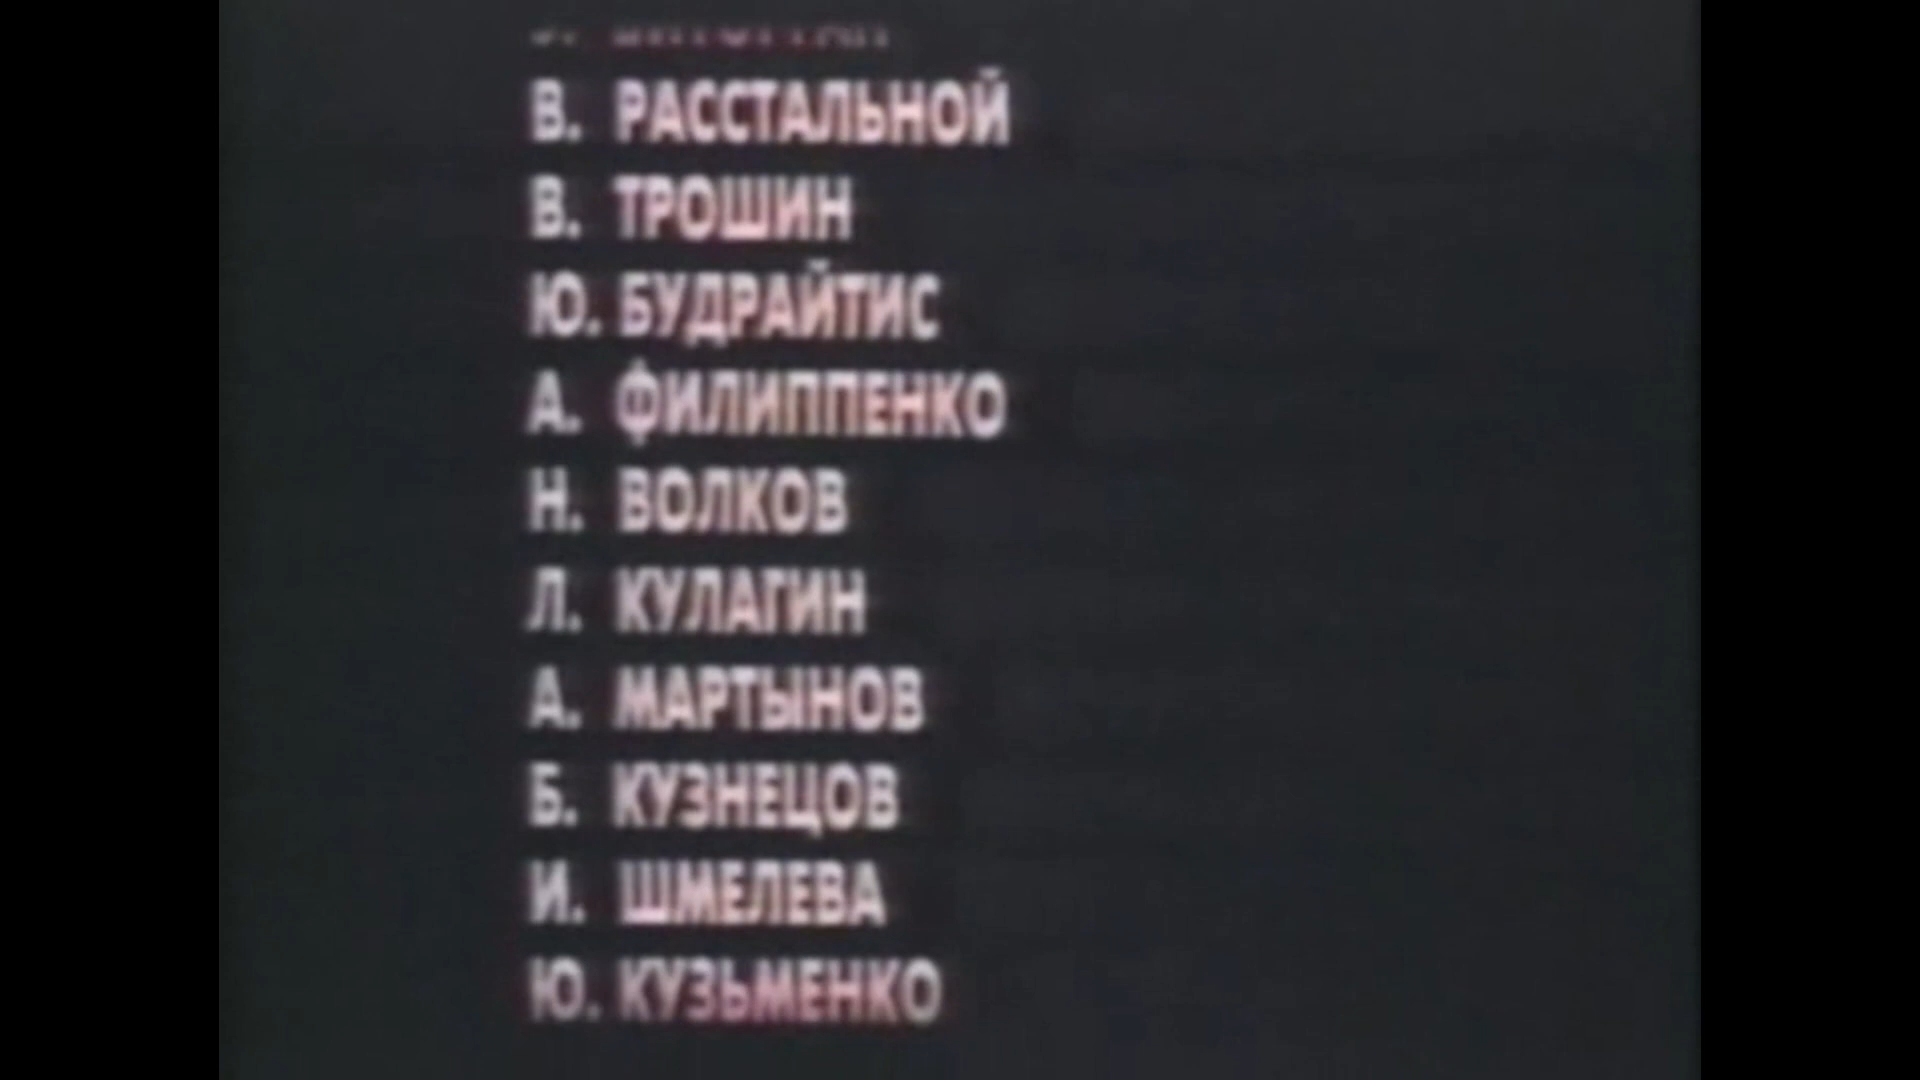 В. РАССТАЛЬНОЙ
В. ТРОШИН
Ю. БУДРАЙТИС
А. ФИЛИППЕНКО
Н. ВОЛКОВ
Л. КУЛАГИН
А. МАРТЫНОВ
Б. КУЗНЕЦОВ
И. ШМЕЛЕВА
Ю. КУЗЬМЕНКО